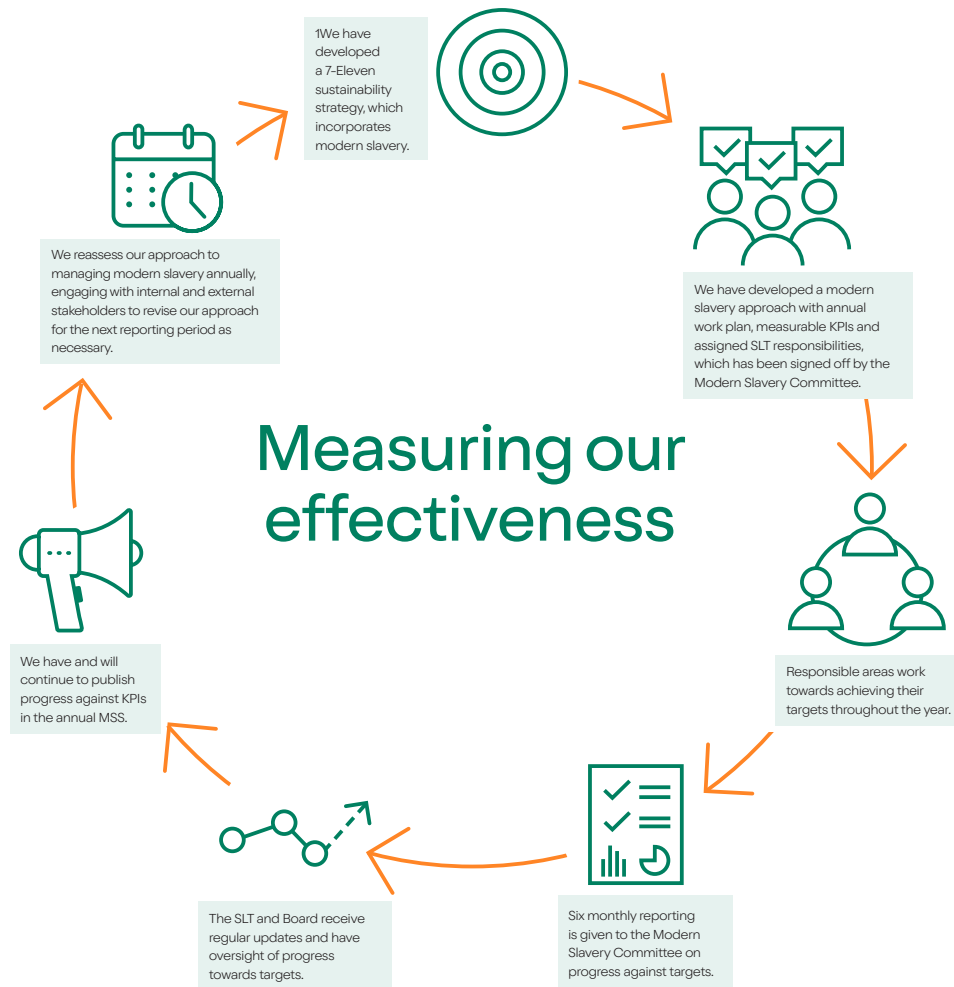 1We have
developed
a 7-Eleven
sustainability
strategy, which
incorporates
modern slavery.
We have developed a modern
slavery approach with annual
work plan, measurable KPIs and
assigned SLT responsibilities,
which has been signed off by the
Modern Slavery Committee.
Responsible areas work
towards achieving their
targets throughout the year.
Six monthly reporting
is given to the Modern
Slavery Committee on
progress against targets.
The SLT and Board receive
regular updates and have
oversight of progress
towards targets.
We have and will
continue to publish
progress against KPIs
in the annual MSS.
We reassess our approach to
managing modern slavery annually,
engaging with internal and external
stakeholders to revise our approach
for the next reporting period as
necessary.
Measuring our
effectiveness